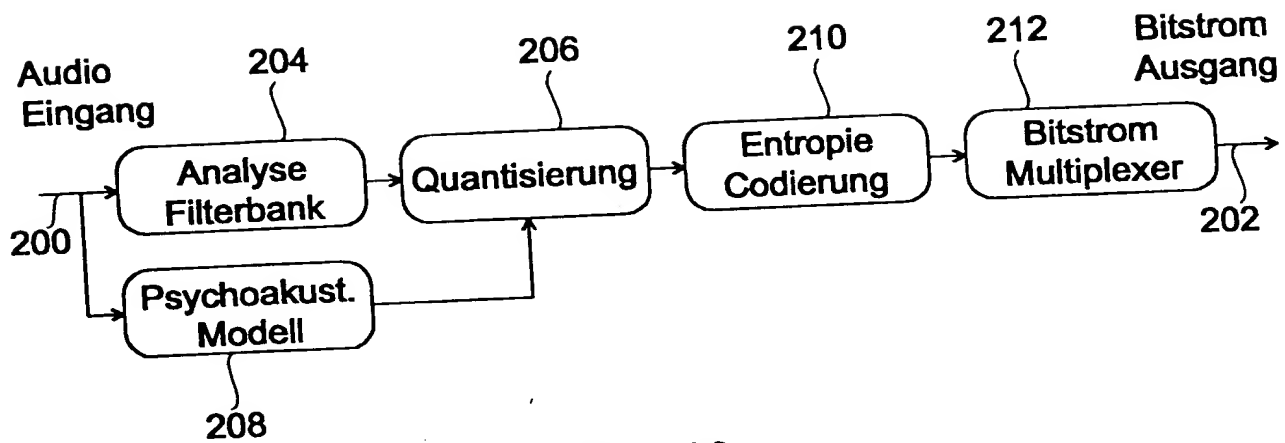 Audio
Eingang
204
206
210
212
Bitstrom
Ausgang
Analyse
Filterbank
Quantisierung
Entropie
Codierung
Bitstrom
Multiplexer
200
202
Psychoakust.
Modell
208